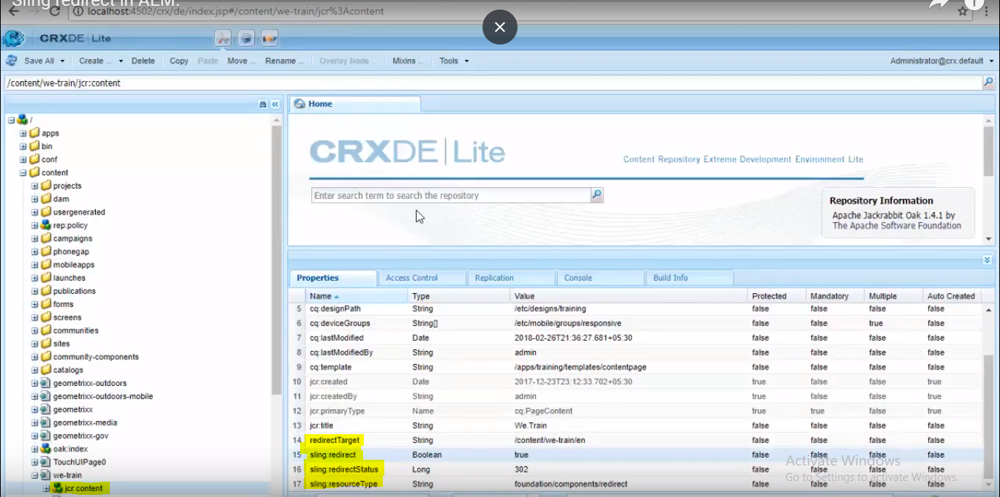 Sling redirect in AEM.
localhost:4502/crx/de/index.jsp#/content/we-train/jcr%3Acontent
CRXDE | Lite
Save All Create ... Delete Copy Paste Move ... Rename ... Overlay Node ... Mixins ... Tools Administrator@crx.default
/content/we-train/jcr:content
Home
/
apps
bin
conf
content
projects
dam
usergenerated
rep:policy
campaigns
phonegap
mobileapps
launches
publications
forms
screens
communities
sites
community-components
catalogs
geometrixx-outdoors
geometrixx-outdoors-mobile
geometrixx
geometrixx-media
geometrixx-gov
oak:index
TouchUIPage0
we-train
jcr:content
CRXDE | Lite
Content Repository Extreme Development Environment Lite
Enter search term to search the repository
Repository Information
Apache Jackrabbit Oak 1.4.1 by
The Apache Software Foundation
Properties Access Control Replication Console Build Info
Name Type Value Protected Mandatory Multiple Auto Created
5 cq:designPath String /etc/designs/training false false false false
6 cq:deviceGroups String[] /etc/mobile/groups/responsive false false true false
7 cq:lastModified Date 2018-02-26T21:36:27.681+05:30 false false false false
8 cq:lastModifiedBy String admin false false false false
9 cq:template String /apps/training/templates/contentpage false false false false
10 jcr:created Date 2017-12-23T23:12:33.702+05:30 true false false true
11 jcr:createdBy String admin true false false true
12 jcr:primaryType Name cq:PageContent true true false true
13 jcr:title String We.Train false false false false
14 redirectTarget String /content/we-train/en false false false false
15 sling:redirect Boolean true false false false false
16 sling:redirectStatus Long 302 false false false false
17 sling:resourceType String foundation/components/redirect false false false false
Activate Windows
Go to Settings to activate Windows.